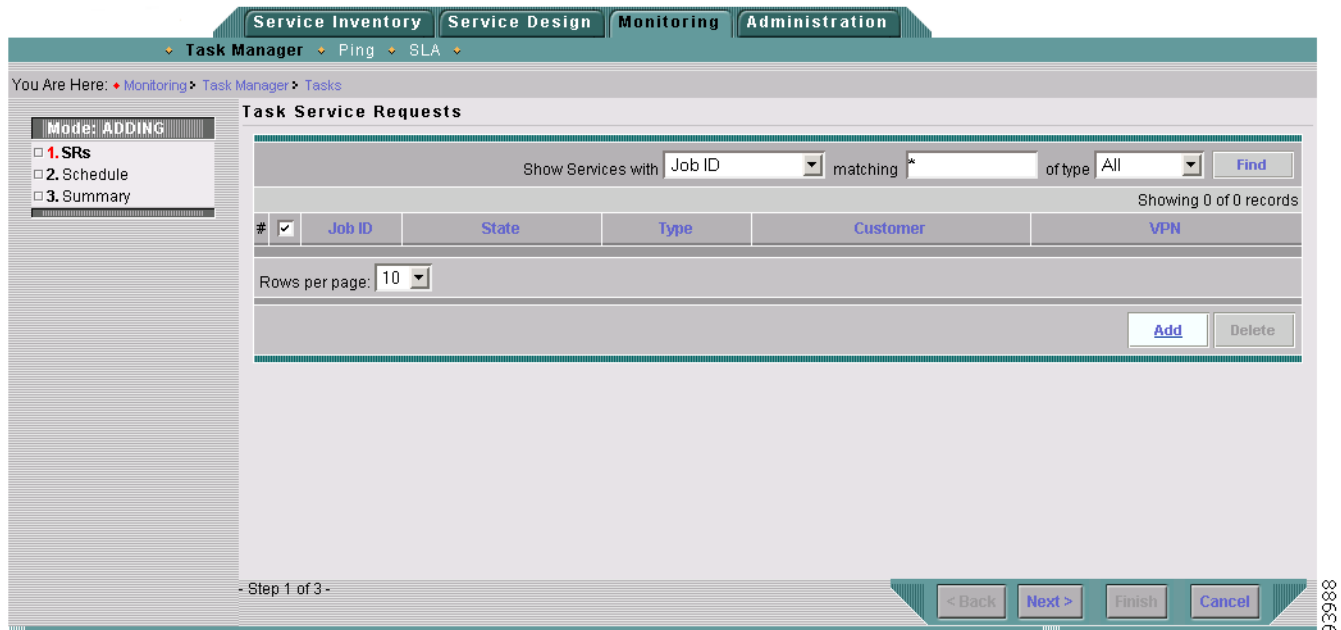 Service Inventory Service Design Monitoring Administration
Task Manager Ping SLA
You Are Here: Monitoring Task Manager Tasks
Mode: ADDING
1. SRs
2. Schedule
3. Summary
Task Service Requests
Show Services with Job ID matching * of type All Find
Showing 0 of 0 records
# Job ID State Type Customer VPN
Rows per page: 10
Add Delete
- Step 1 of 3 -
< Back Next > Finish Cancel
93988